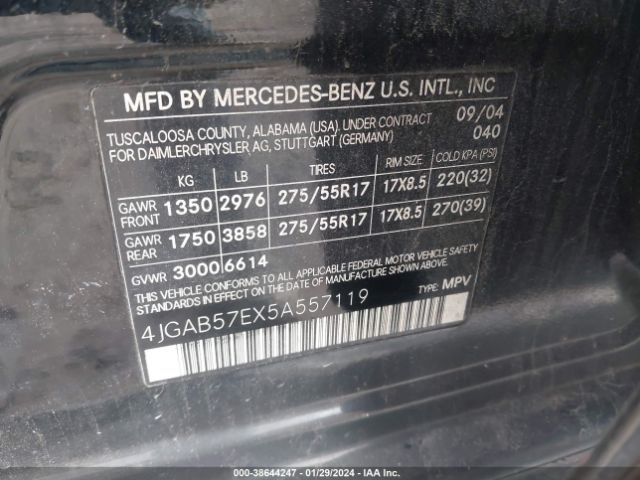 MFD BY MERCEDES-BENZ U.S. INTL., INC
TUSCALOOSA COUNTY, ALABAMA (USA). UNDER CONTRACT 09/04
FOR DAIMLERCHRYSLER AG, STUTTGART (GERMANY) 040
KG LB TIRES RIM SIZE COLD KPA (PSI)
GAWR FRONT 1350 2976 275/55R17 17X8.5 220(32)
GAWR REAR 1750 3858 275/55R17 17X8.5 270(39)
GVWR 3000 6614
THIS VEHICLE CONFORMS TO ALL APPLICABLE FEDERAL MOTOR VEHICLE SAFETY
STANDARDS IN EFFECT ON THE DATE OF MANUFACTURE SHOWN ABOVE.
4JGAB57EX5A557119 TYPE: MPV
000-38644247 - 01/29/2024 - IAA Inc.